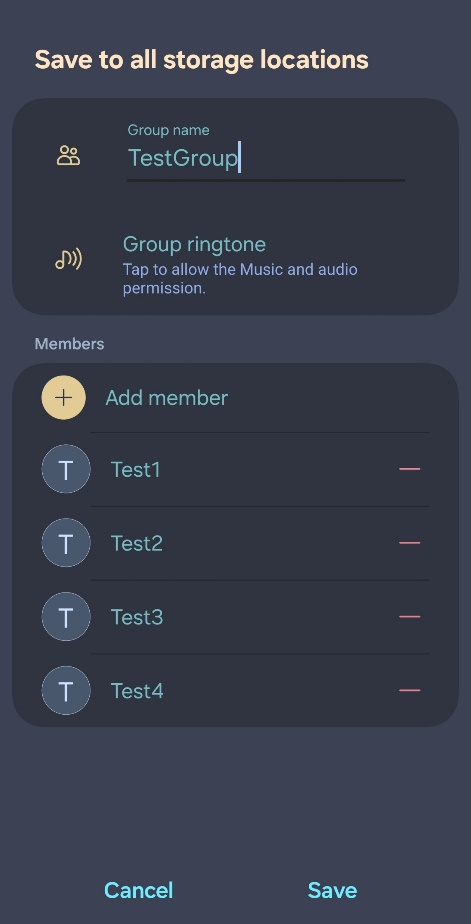 Save to all storage locations
Group name
TestGroup
Group ringtone
Tap to allow the Music and audio
permission.
Members
Add member
T Test1
T Test2
T Test3
T Test4
Cancel Save